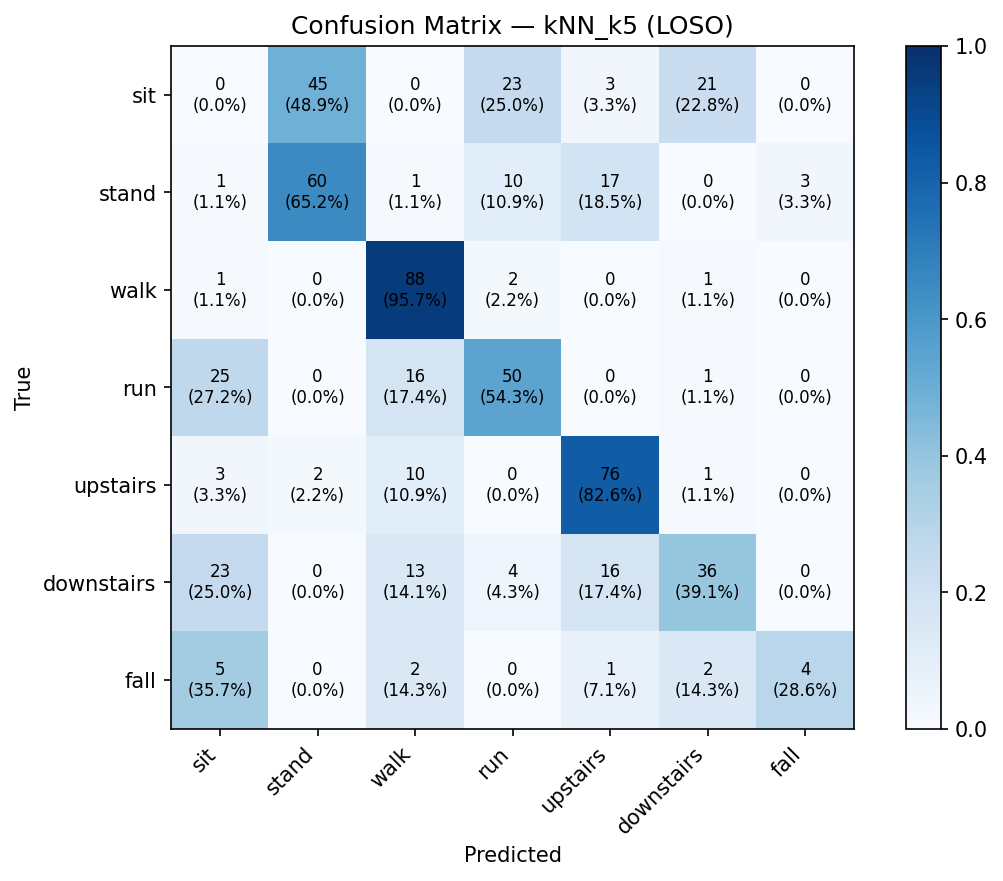 Confusion Matrix — kNN_k5 (LOSO)
sit
0 45 0 23 3 21 0
(0.0%) (48.9%) (0.0%) (25.0%) (3.3%) (22.8%) (0.0%)
stand
1 60 1 10 17 0 3
(1.1%) (65.2%) (1.1%) (10.9%) (18.5%) (0.0%) (3.3%)
walk
1 0 88 2 0 1 0
(1.1%) (0.0%) (95.7%) (2.2%) (0.0%) (1.1%) (0.0%)
run
25 0 16 50 0 1 0
(27.2%) (0.0%) (17.4%) (54.3%) (0.0%) (1.1%) (0.0%)
upstairs
3 2 10 0 76 1 0
(3.3%) (2.2%) (10.9%) (0.0%) (82.6%) (1.1%) (0.0%)
downstairs
23 0 13 4 16 36 0
(25.0%) (0.0%) (14.1%) (4.3%) (17.4%) (39.1%) (0.0%)
fall
5 0 2 0 1 2 4
(35.7%) (0.0%) (14.3%) (0.0%) (7.1%) (14.3%) (28.6%)
True
sit stand walk run upstairs downstairs fall
Predicted
1.0
0.8
0.6
0.4
0.2
0.0